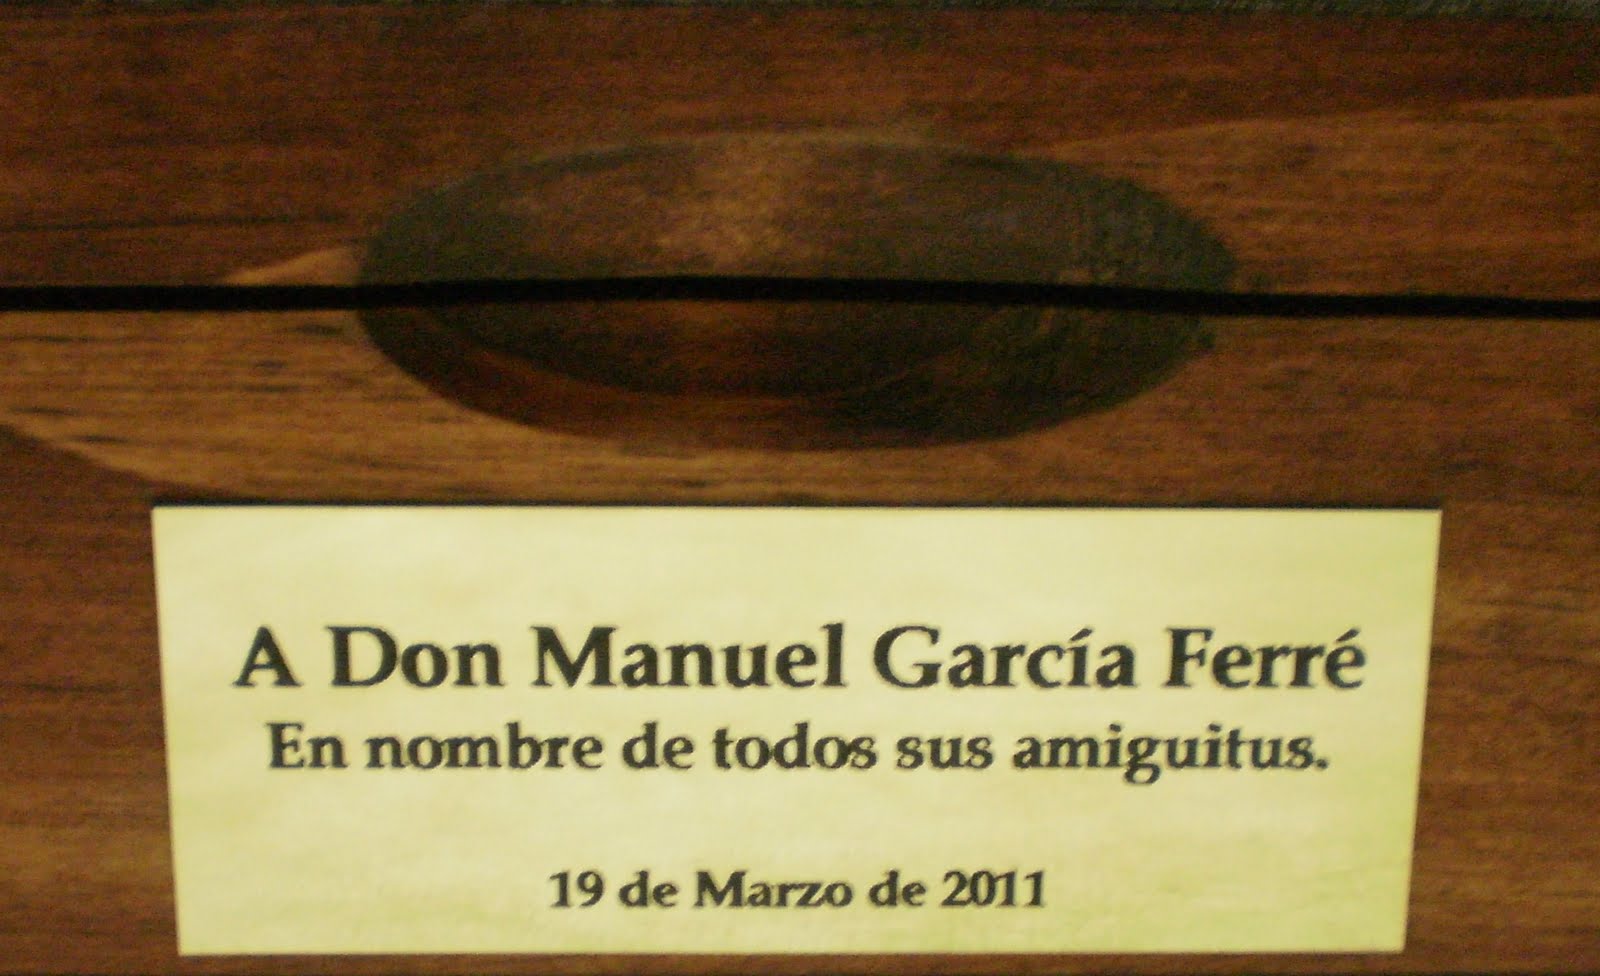 A Don Manuel García Ferré
En nombre de todos sus amiguitus.
19 de Marzo de 2011